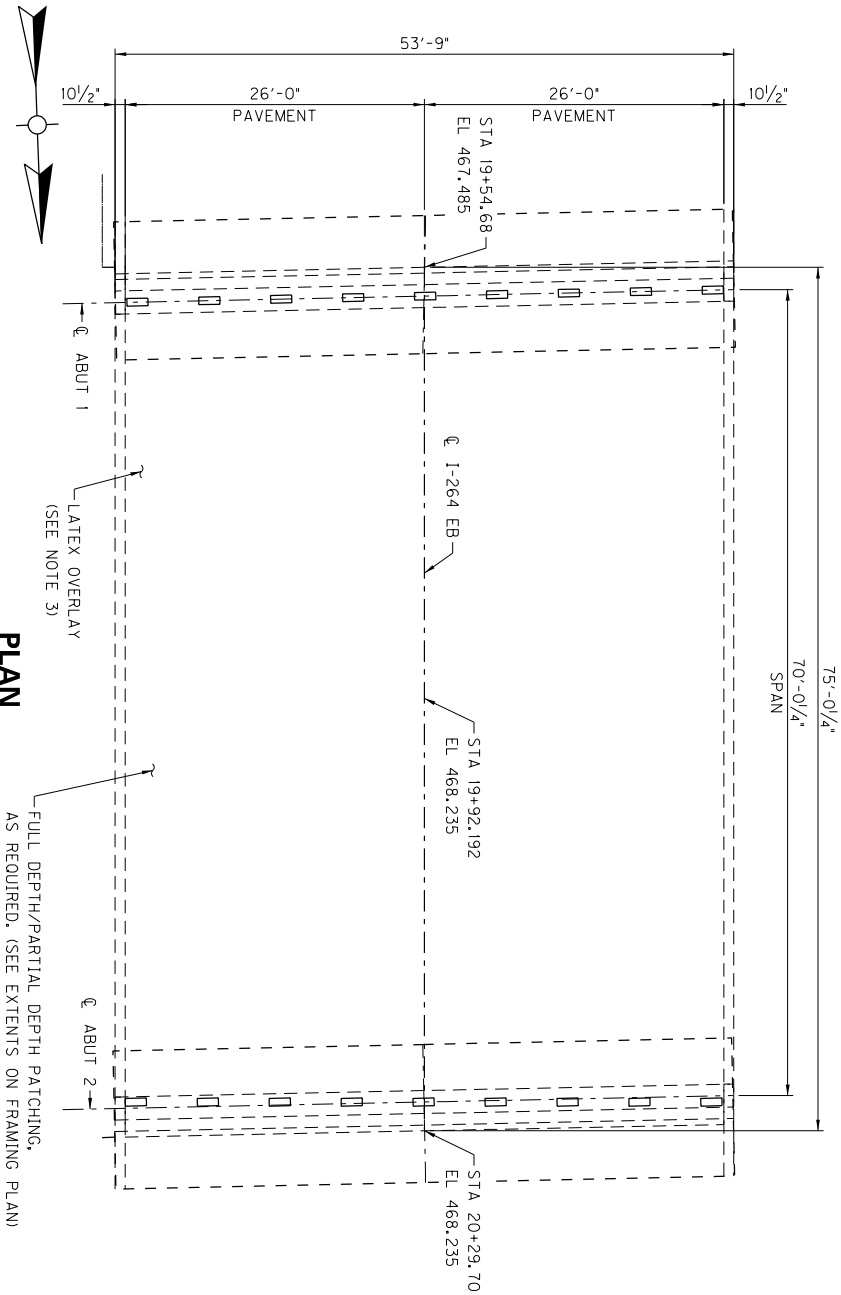 53'-9"
10½"
26'-0"
PAVEMENT
26'-0"
PAVEMENT
10½"
STA 19+54.68
EL 467.485
℄ ABUT 1
℄ I-264 EB
LATEX OVERLAY
(SEE NOTE 3)
75'-0¼"
70'-0¼"
SPAN
STA 19+92.192
EL 468.235
PLAN
℄ ABUT 2
STA 20+29.70
EL 468.235
FULL DEPTH/PARTIAL DEPTH PATCHING,
AS REQUIRED. (SEE EXTENTS ON FRAMING PLAN)